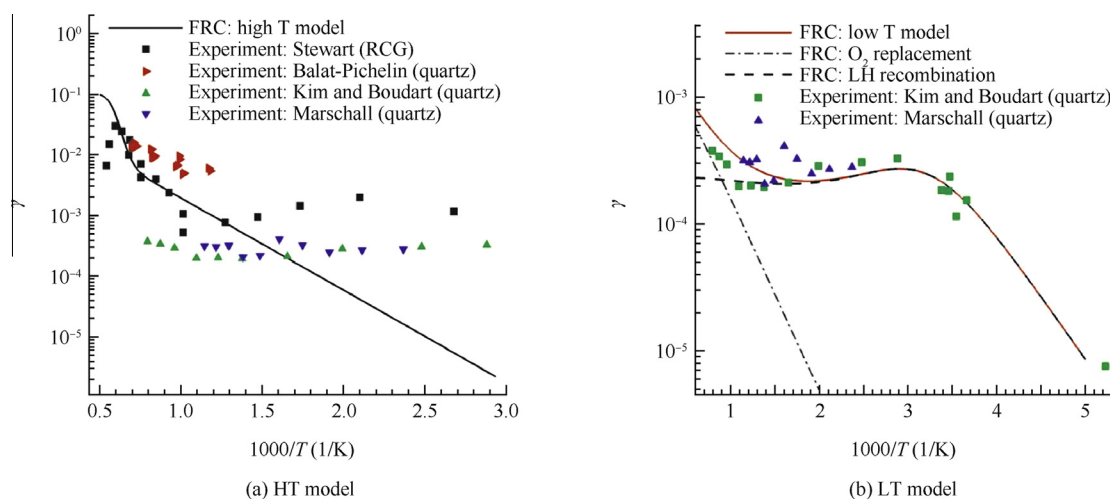 FRC: high T model
Experiment: Stewart (RCG)
Experiment: Balat-Pichelin (quartz)
Experiment: Kim and Boudart (quartz)
Experiment: Marschall (quartz)
10⁰
10⁻¹
10⁻²
10⁻³
10⁻⁴
10⁻⁵
γ
0.5 1.0 1.5 2.0 2.5 3.0
1000/T (1/K)
(a) HT model
FRC: low T model
FRC: O₂ replacement
FRC: LH recombination
Experiment: Kim and Boudart (quartz)
Experiment: Marschall (quartz)
10⁻³
10⁻⁴
10⁻⁵
γ
1 2 3 4 5
1000/T (1/K)
(b) LT model